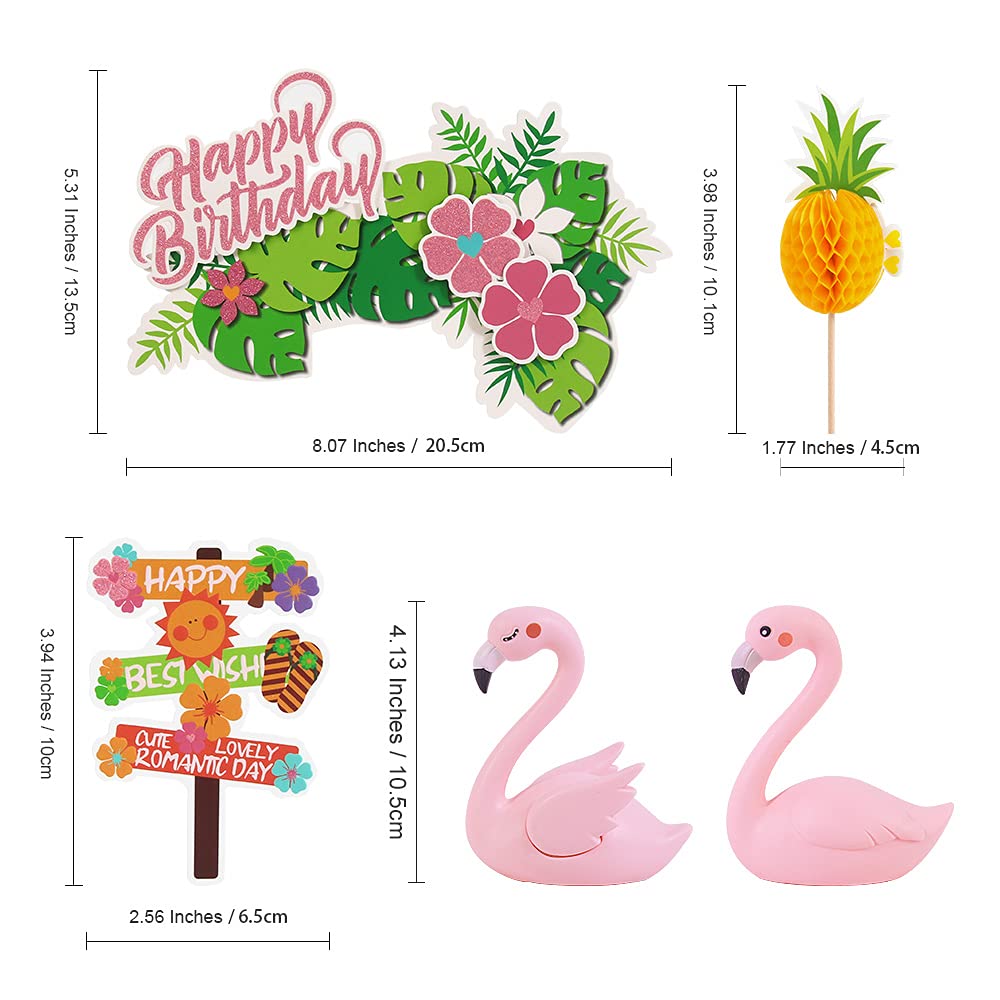 Happy
Birthday
5.31 Inches / 13.5cm
8.07 Inches / 20.5cm
3.98 Inches / 10.1cm
1.77 Inches / 4.5cm
HAPPY
BEST WISH
CUTE LOVELY
ROMANTIC DAY
3.94 Inches / 10cm
2.56 Inches / 6.5cm
4.13 Inches / 10.5cm